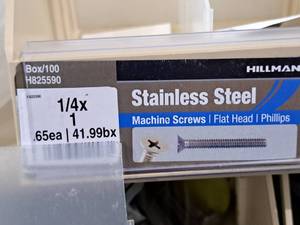 Box/100
H825590
HILLMAN
1/4x
1
.65ea | 41.99bx
Stainless Steel
Machine Screws | Flat Head | Phillips